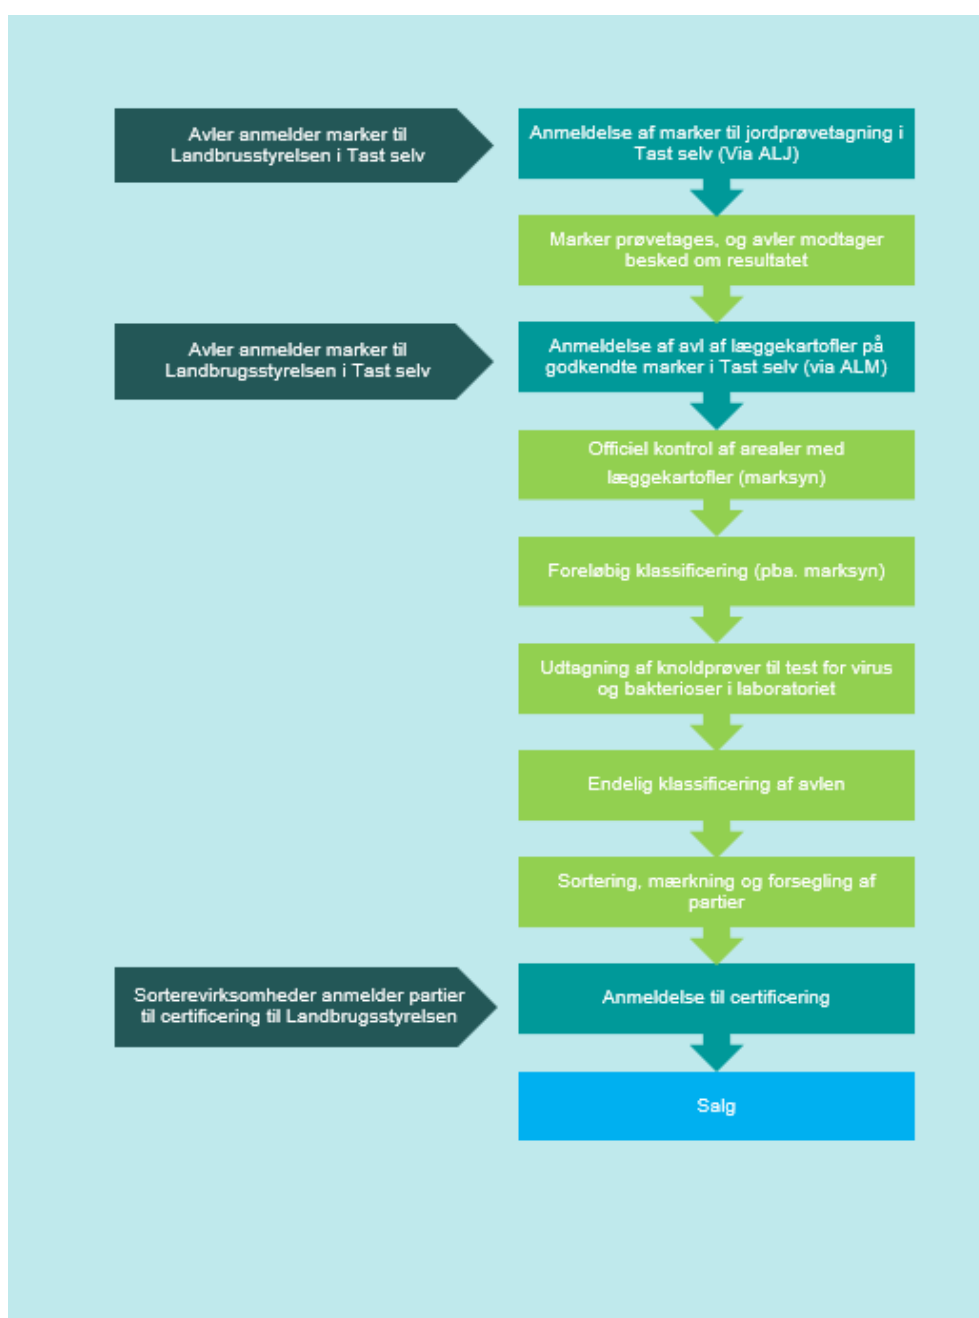 Avler anmelder marker til
Landbrusstyrelsen i Tast selv
Anmeldelse af marker til jordprøvetagning i
Tast selv (Via ALJ)
Marker prøvetages, og avler modtager
besked om resultatet
Avler anmelder marker til
Landbrugsstyrelsen i Tast selv
Anmeldelse af avl af læggekartofler på
godkendte marker i Tast selv (via ALM)
Officiel kontrol af arealer med
læggekartofler (marksyn)
Foreløbig klassificering (pba. marksyn)
Udtagning af knoldprøver til test for virus
og bakterioser i laboratoriet
Endelig klassificering af avlen
Sortering, mærkning og forsegling af
partier
Sorterevirksomheder anmelder partier
til certificering til Landbrugsstyrelsen
Anmeldelse til certificering
Salg